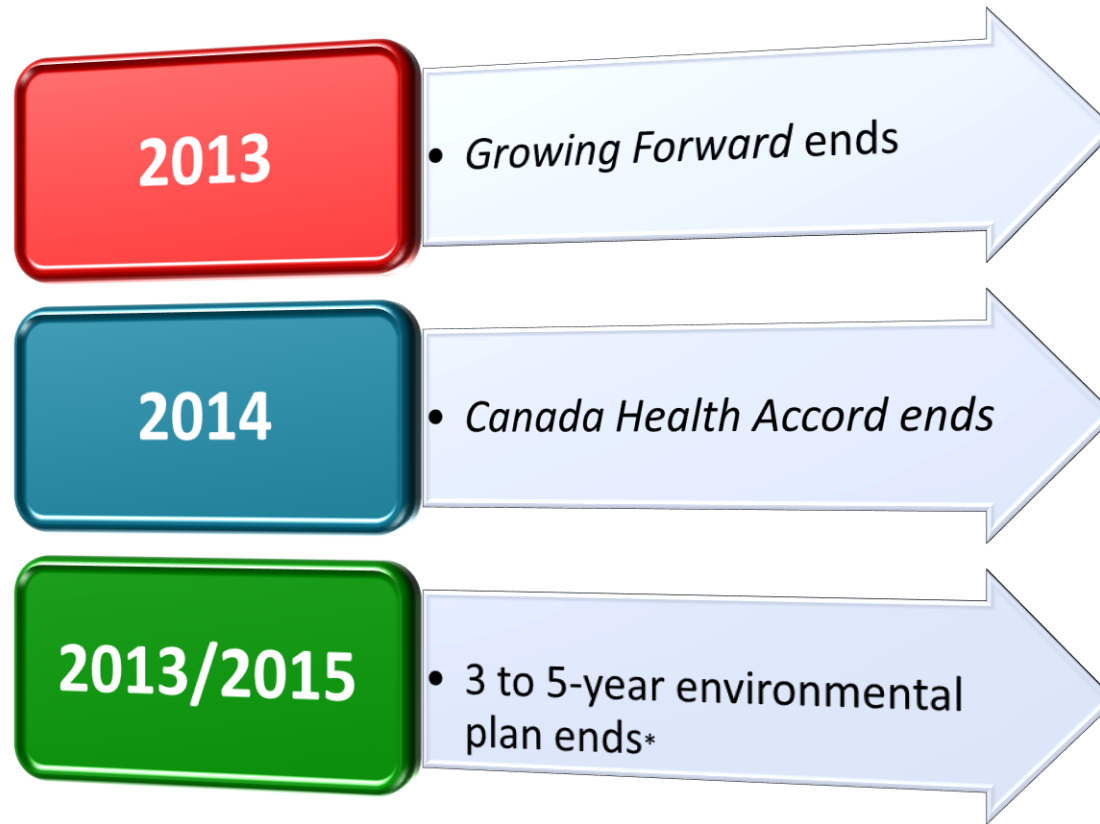 2013
• Growing Forward ends
2014
• Canada Health Accord ends
2013/2015
• 3 to 5-year environmental
plan ends*